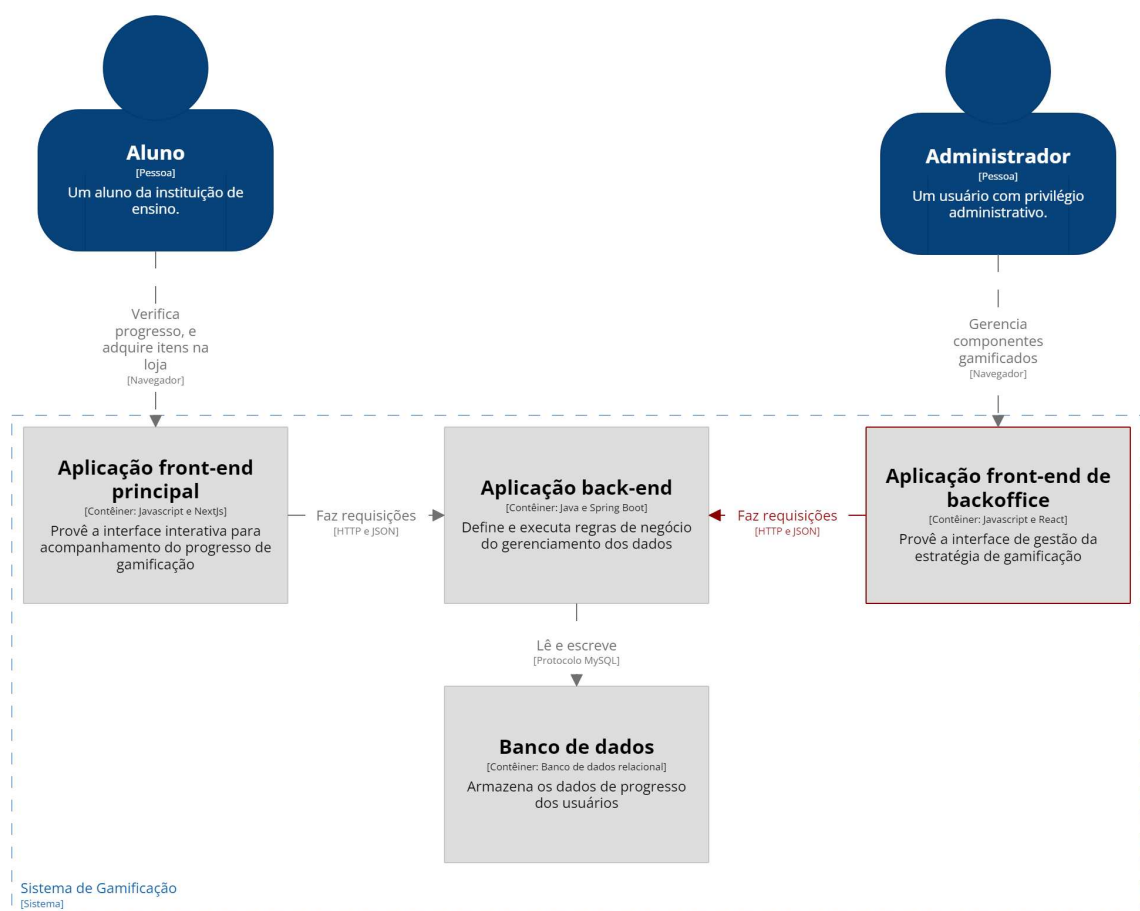 Aluno
[Pessoa]
Um aluno da instituição de
ensino.
Administrador
[Pessoa]
Um usuário com privilégio
administrativo.
Verifica
progresso, e
adquire itens na
loja
[Navegador]
Gerencia
componentes
gamificados
[Navegador]
Aplicação front-end
principal
[Contêiner: Javascript e NextJs]
Provê a interface interativa para
acompanhamento do progresso de
gamificação
Faz requisições
[HTTP e JSON]
Aplicação back-end
[Contêiner: Java e Spring Boot]
Define e executa regras de negócio
do gerenciamento dos dados
Faz requisições
[HTTP e JSON]
Aplicação front-end de
backoffice
[Contêiner: Javascript e React]
Provê a interface de gestão da
estratégia de gamificação
Lê e escreve
[Protocolo MySQL]
Banco de dados
[Contêiner: Banco de dados relacional]
Armazena os dados de progresso
dos usuários
Sistema de Gamificação
[Sistema]